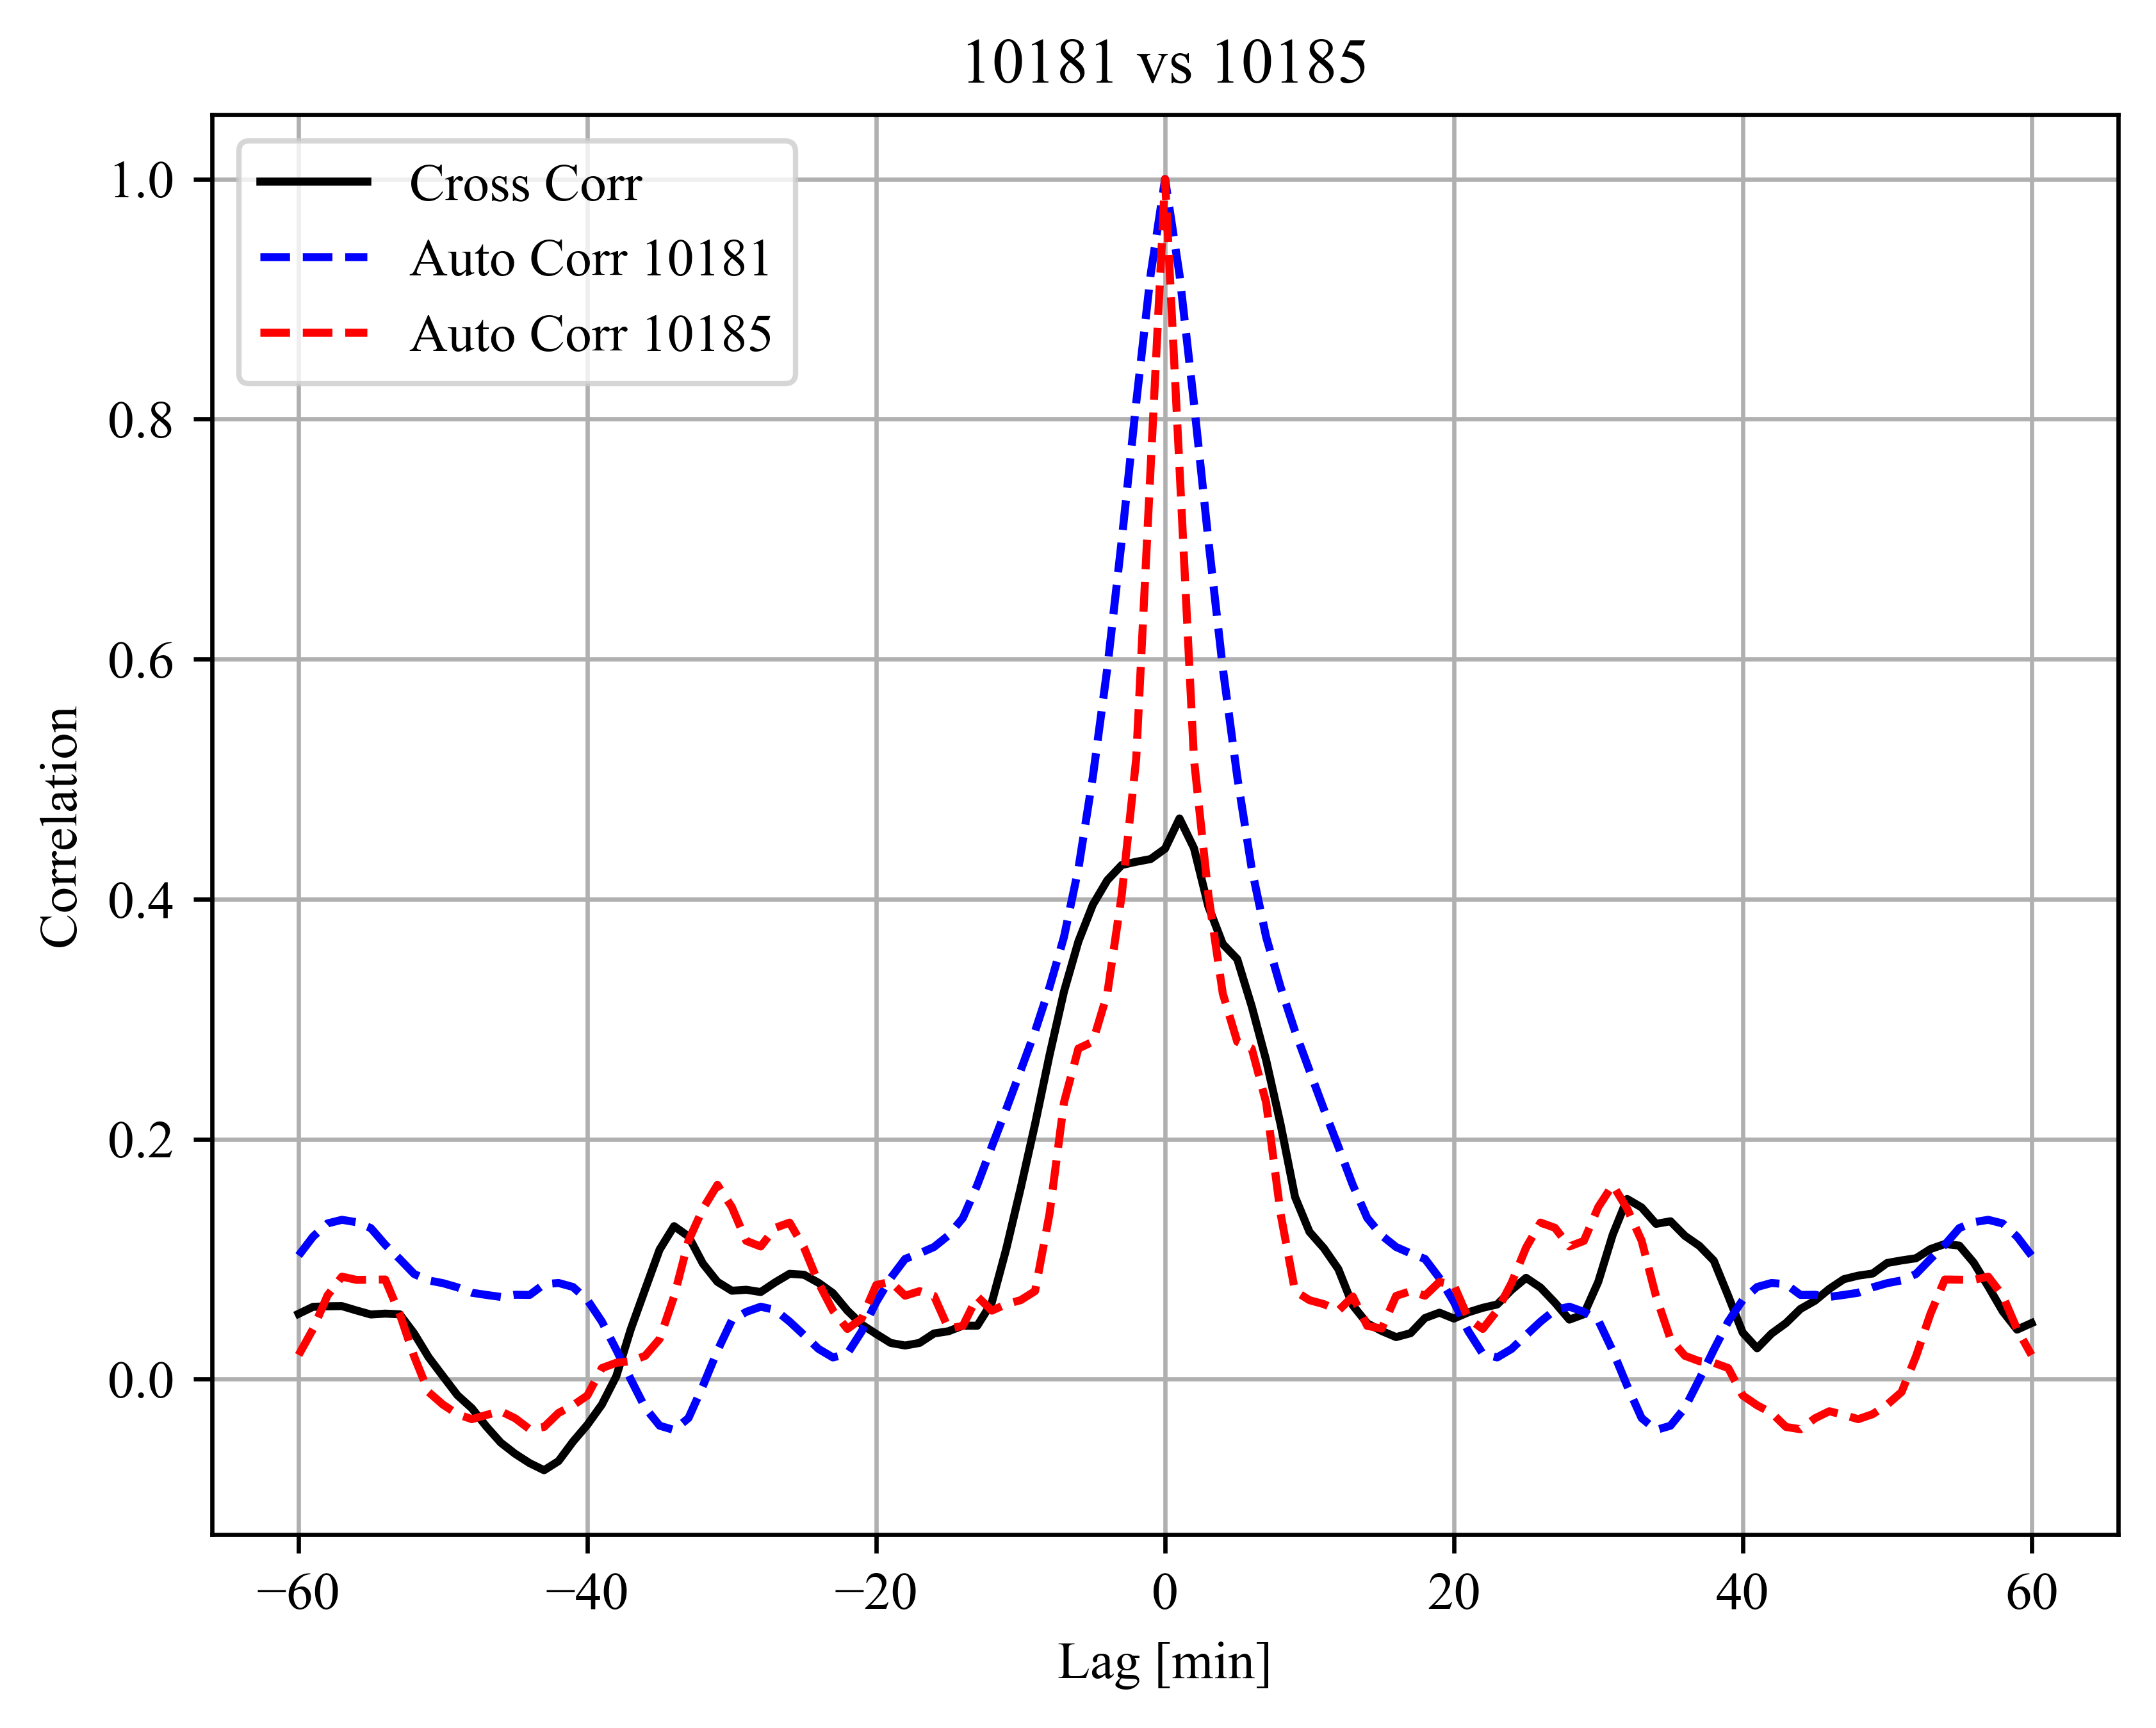 10181 vs 10185
Cross Corr
Auto Corr 10181
Auto Corr 10185
Correlation
1.0
0.8
0.6
0.4
0.2
0.0
−60 −40 −20 0 20 40 60
Lag [min]